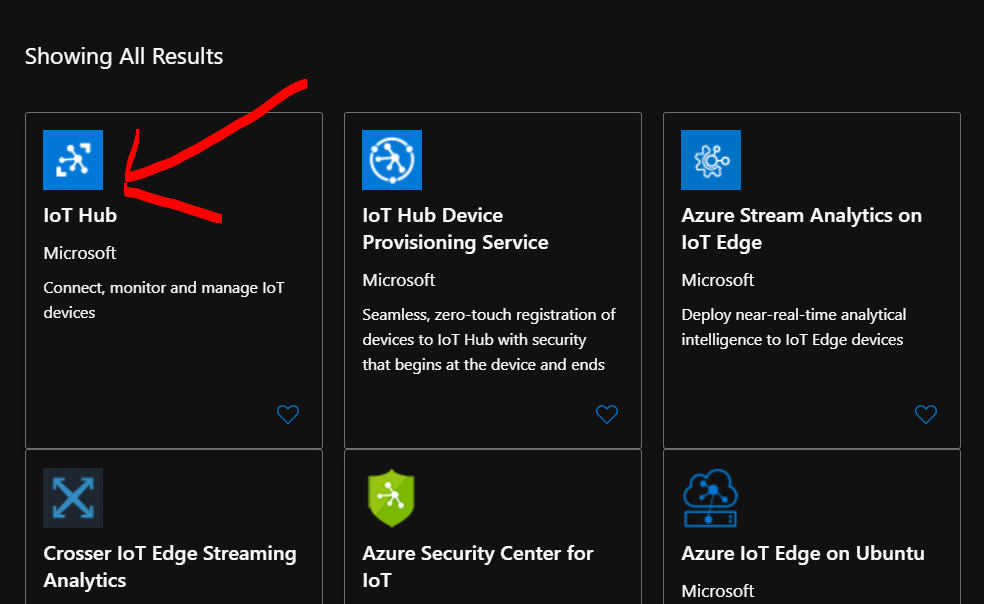 Showing All Results
IoT Hub
Microsoft
Connect, monitor and manage IoT
devices
IoT Hub Device
Provisioning Service
Microsoft
Seamless, zero-touch registration of
devices to IoT Hub with security
that begins at the device and ends
Azure Stream Analytics on
IoT Edge
Microsoft
Deploy near-real-time analytical
intelligence to IoT Edge devices
Crosser IoT Edge Streaming
Analytics
Azure Security Center for
IoT
Azure IoT Edge on Ubuntu
Microsoft